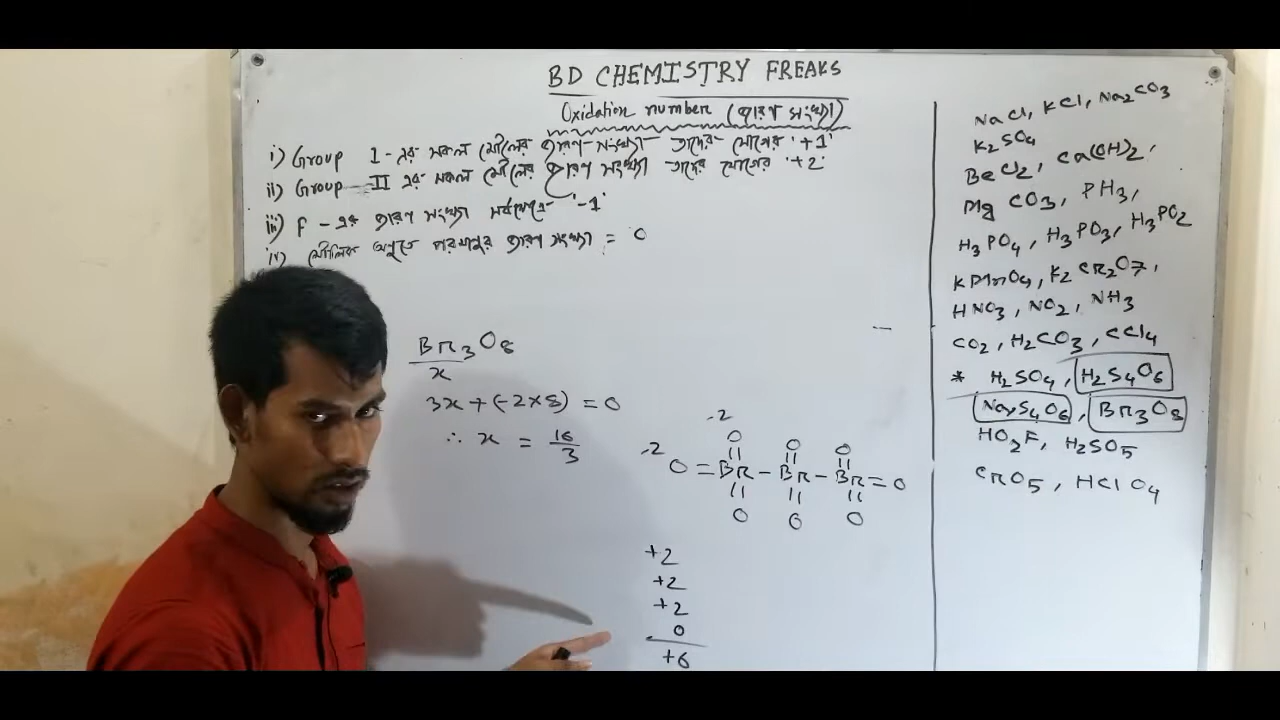 BD CHEMISTRY FREAKS
Oxidation number (জারণ সংখ্যা)
i) Group I-এর সকল মৌলের জারণ সংখ্যা তাদের যৌগের '+1'
ii) Group II এর সকল মৌলের জারণ সংখ্যা তাদের যৌগের '+2'
iii) F-এর জারণ সংখ্যা সর্বক্ষেত্রে '-1'
iv) মৌলিক অনুতে পরমানুর জারণ সংখ্যা = 0
BR3O8
x
3x+(-2×8) = 0
∴ x = 16/3
-2
-2 O O O
O=BR-BR-BR=O
O O O
+2
+2
+2
0
+6
NaCl, KCl, Na2CO3
K2SO4
BeCl2, Ca(OH)2,
MgCO3, PH3,
H3PO4, H3PO3, H3PO2
KMnO4, K2CR2O7,
HNO3, NO2, NH3
CO2, H2CO3, CCl4
* H2SO4, H2S4O6
Na2S4O6, BR3O8
HO2F, H2SO5
CRO5, HClO4